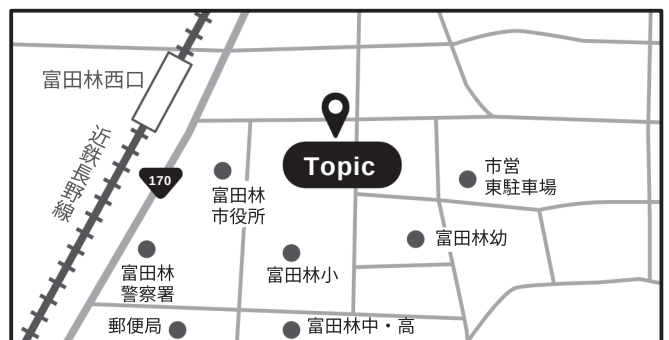 富田林西口
近鉄長野線
170
Topic
市営
東駐車場
富田林
市役所
富田林幼
富田林
警察署
富田林小
郵便局
富田林中・高